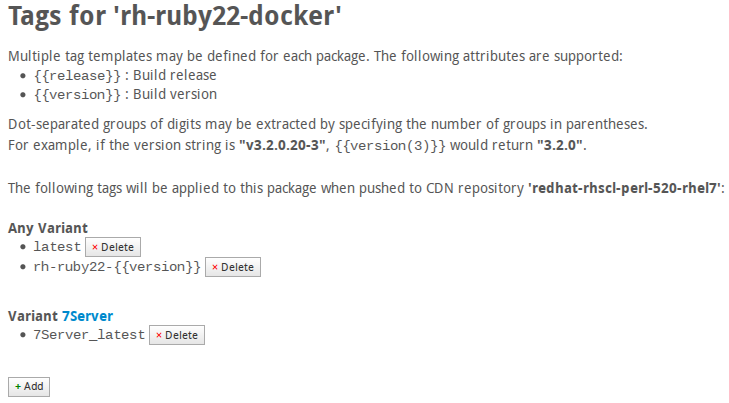 Tags for 'rh-ruby22-docker'
Multiple tag templates may be defined for each package. The following attributes are supported:
• {{release}} : Build release
• {{version}} : Build version
Dot-separated groups of digits may be extracted by specifying the number of groups in parentheses.
For example, if the version string is "v3.2.0.20-3", {{version(3)}} would return "3.2.0".
The following tags will be applied to this package when pushed to CDN repository 'redhat-rhscl-perl-520-rhel7':
Any Variant
• latest × Delete
• rh-ruby22-{{version}} × Delete
Variant 7Server
• 7Server_latest × Delete
+ Add